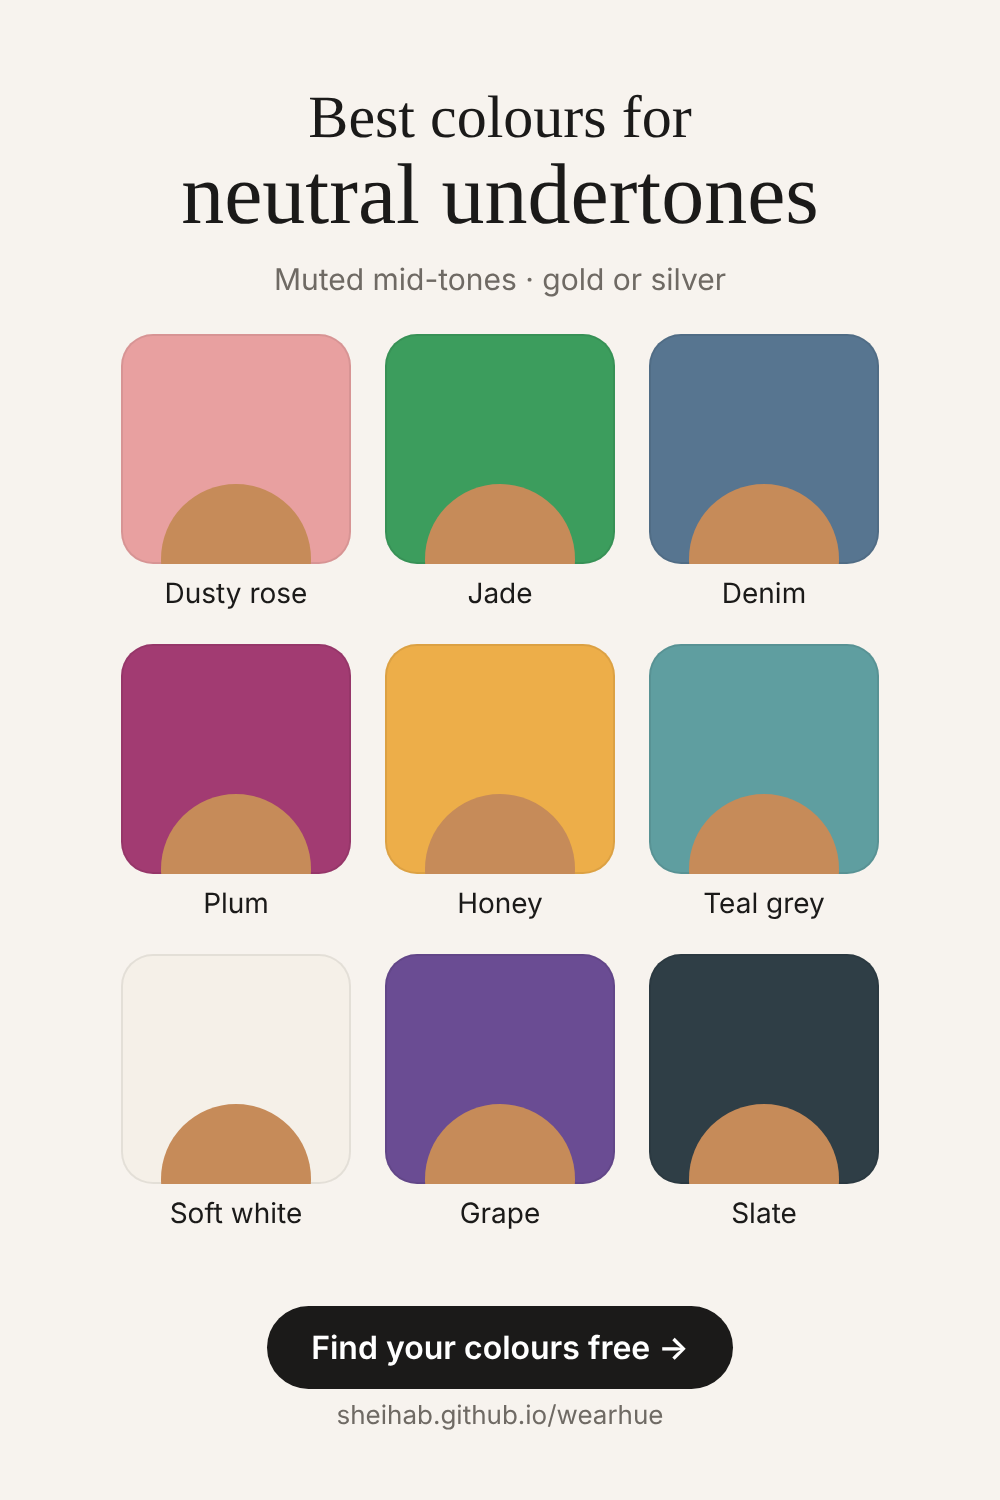 Best colours for
neutral undertones
Muted mid-tones · gold or silver
Dusty rose
Jade
Denim
Plum
Honey
Teal grey
Soft white
Grape
Slate
Find your colours free →
sheihab.github.io/wearhue